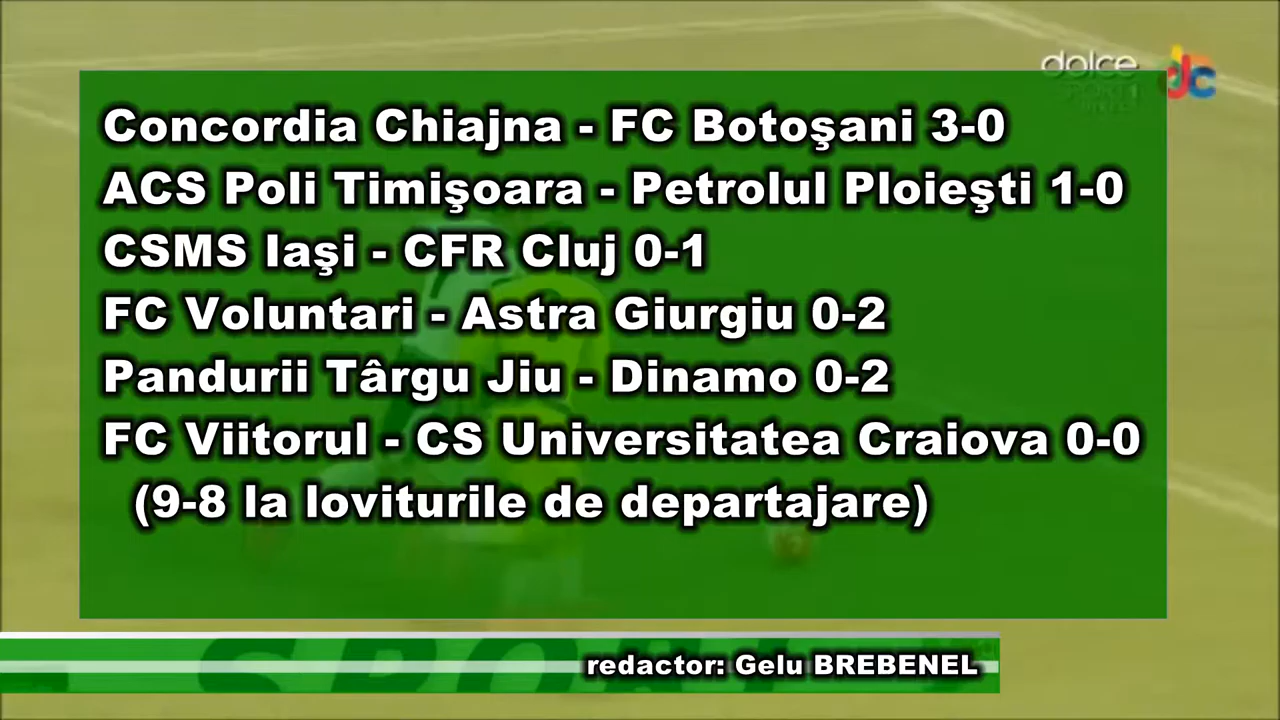 dolce
Concordia Chiajna - FC Botoşani 3-0
ACS Poli Timişoara - Petrolul Ploieşti 1-0
CSMS Iaşi - CFR Cluj 0-1
FC Voluntari - Astra Giurgiu 0-2
Pandurii Târgu Jiu - Dinamo 0-2
FC Viitorul - CS Universitatea Craiova 0-0
(9-8 la loviturile de departajare)
SPORT
redactor: Gelu BREBENEL